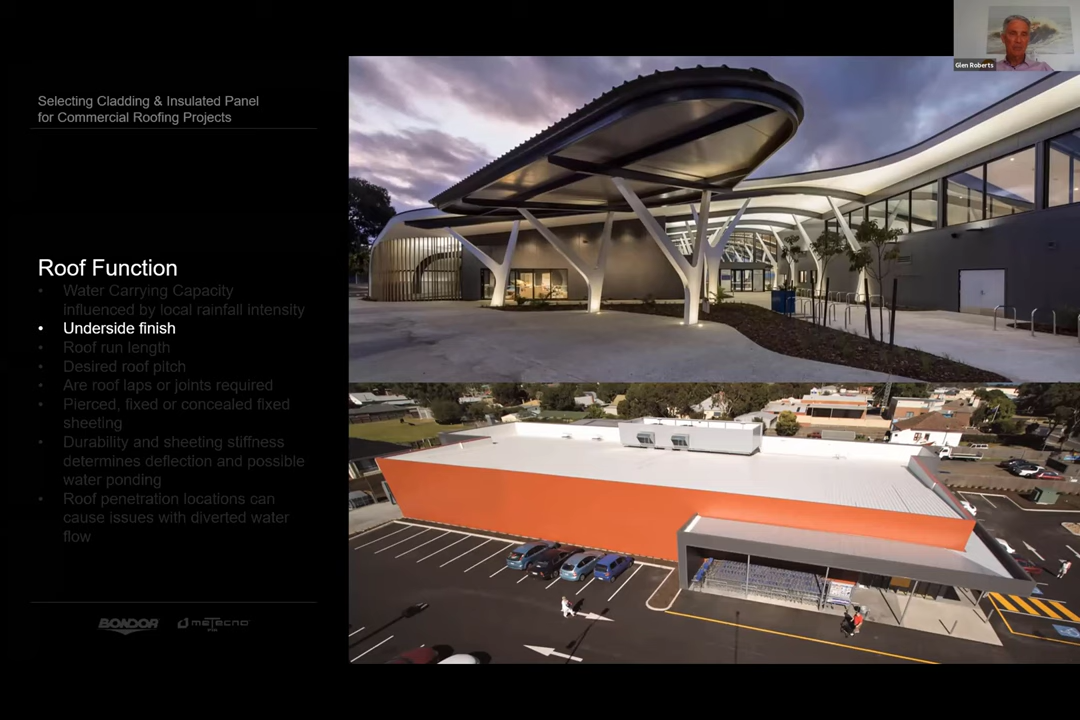 Glen Roberts
Selecting Cladding & Insulated Panel
for Commercial Roofing Projects
Roof Function
• Water Carrying Capacity
influenced by local rainfall intensity
• Underside finish
• Roof run length
• Desired roof pitch
• Are roof laps or joints required
• Pierced, fixed or concealed fixed
sheeting
• Durability and sheeting stiffness
determines deflection and possible
water ponding
• Roof penetration locations can
cause issues with diverted water
flow
BONDOR
METECNO